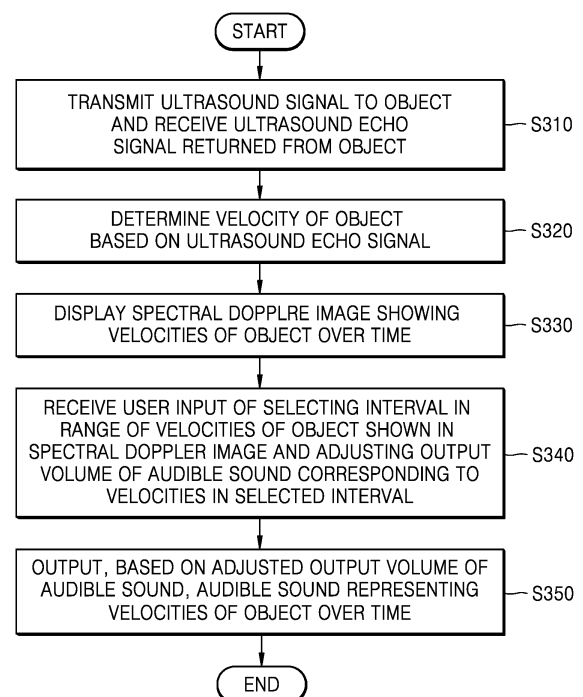 START
TRANSMIT ULTRASOUND SIGNAL TO OBJECT
AND RECEIVE ULTRASOUND ECHO
SIGNAL RETURNED FROM OBJECT
S310
DETERMINE VELOCITY OF OBJECT
BASED ON ULTRASOUND ECHO SIGNAL
S320
DISPLAY SPECTRAL DOPPLRE IMAGE SHOWING
VELOCITIES OF OBJECT OVER TIME
S330
RECEIVE USER INPUT OF SELECTING INTERVAL IN
RANGE OF VELOCITIES OF OBJECT SHOWN IN
SPECTRAL DOPPLER IMAGE AND ADJUSTING OUTPUT
VOLUME OF AUDIBLE SOUND CORRESPONDING TO
VELOCITIES IN SELECTED INTERVAL
S340
OUTPUT, BASED ON ADJUSTED OUTPUT VOLUME OF
AUDIBLE SOUND, AUDIBLE SOUND REPRESENTING
VELOCITIES OF OBJECT OVER TIME
S350
END